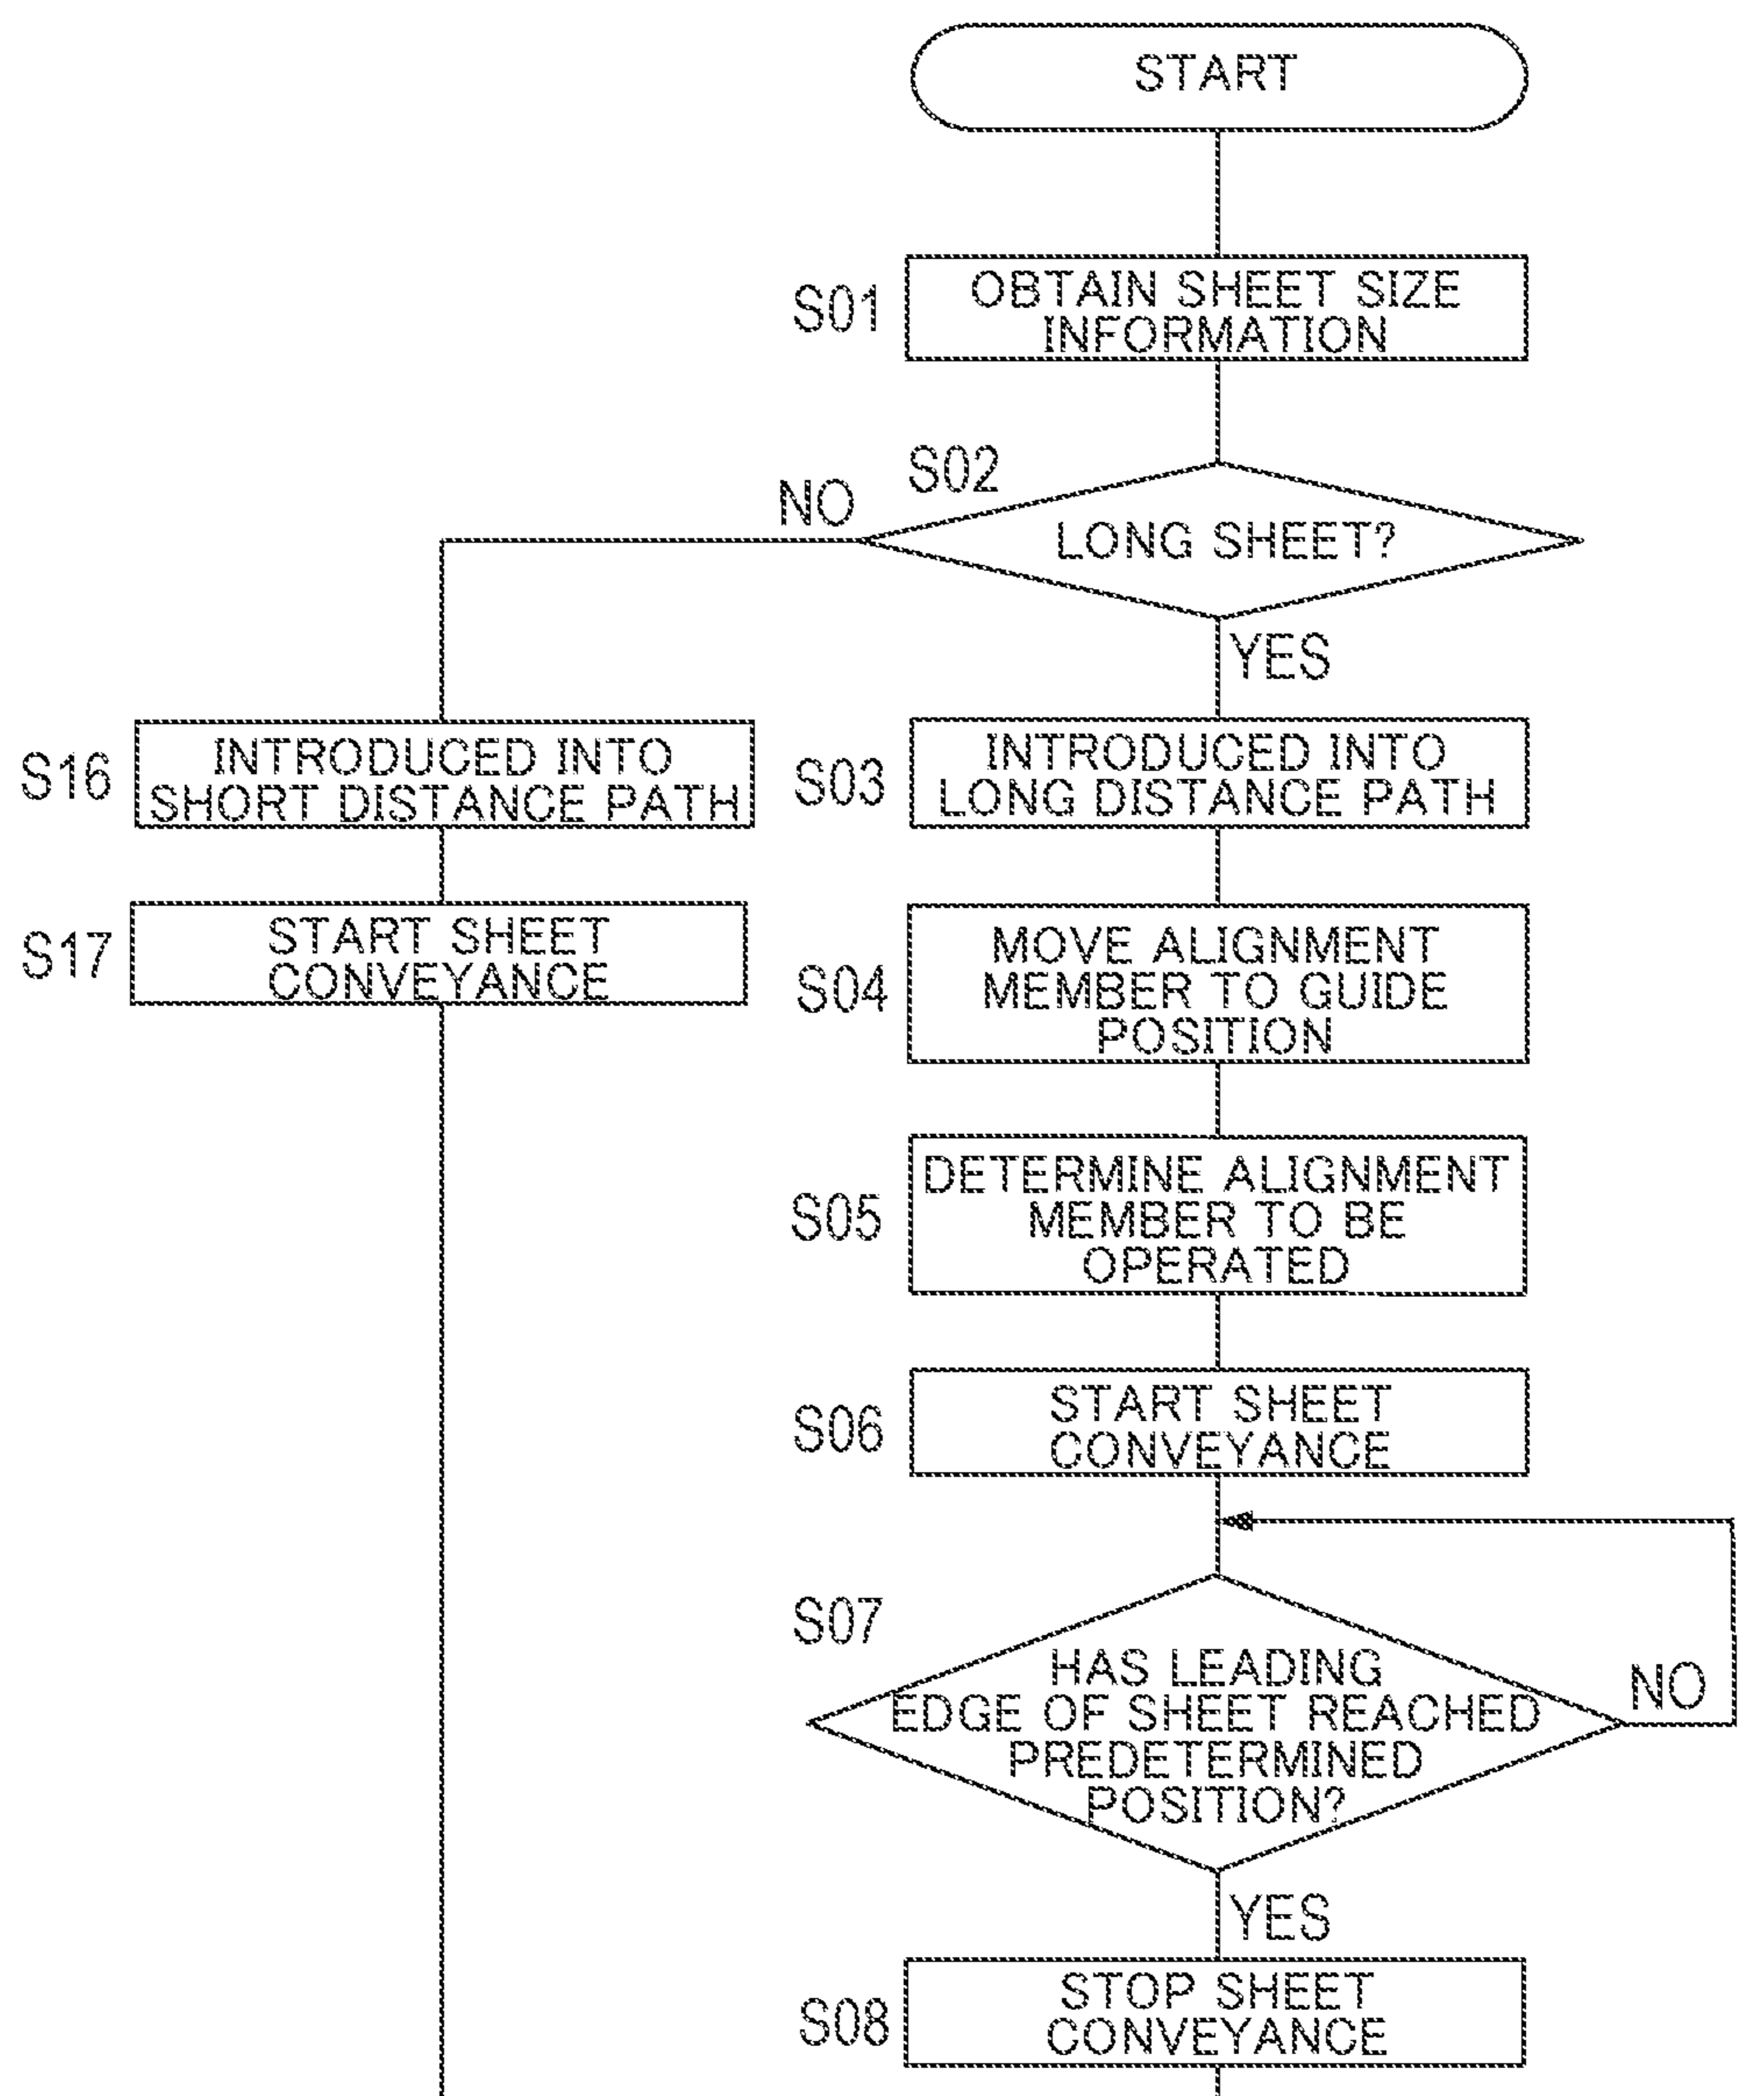 START
S01
OBTAIN SHEET SIZE
INFORMATION
S02
NO
LONG SHEET?
YES
S16
INTRODUCED INTO
SHORT DISTANCE PATH
S03
INTRODUCED INTO
LONG DISTANCE PATH
S17
START SHEET
CONVEYANCE
S04
MOVE ALIGNMENT
MEMBER TO GUIDE
POSITION
S05
DETERMINE ALIGNMENT
MEMBER TO BE
OPERATED
S06
START SHEET
CONVEYANCE
S07
HAS LEADING
EDGE OF SHEET REACHED
PREDETERMINED
POSITION?
NO
YES
S08
STOP SHEET
CONVEYANCE